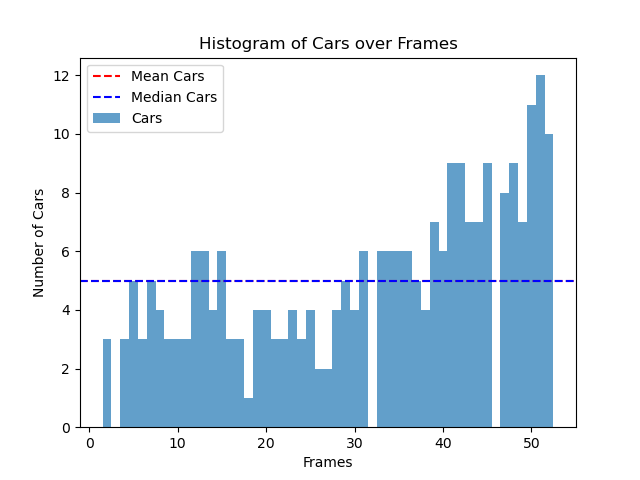 Histogram of Cars over Frames
Mean Cars
Median Cars
Cars
12
10
8
6
4
2
0
Number of Cars
0 10 20 30 40 50
Frames